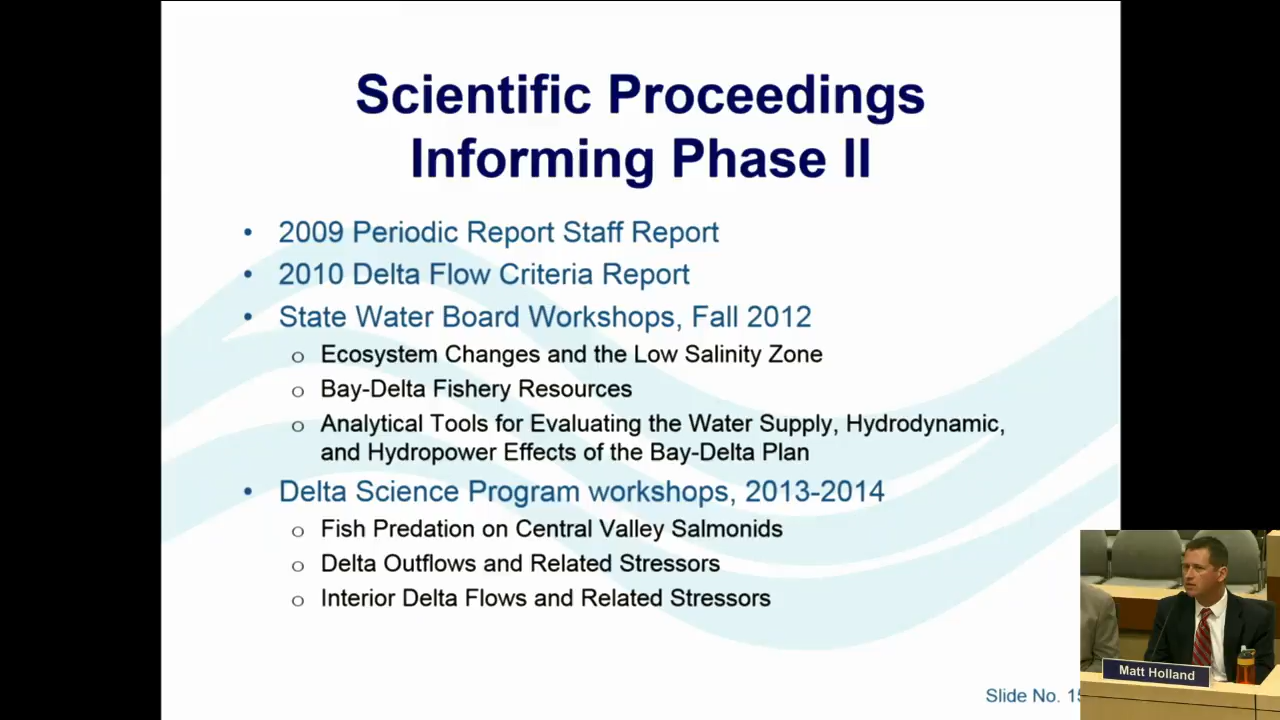 Scientific Proceedings
Informing Phase II
• 2009 Periodic Report Staff Report
• 2010 Delta Flow Criteria Report
• State Water Board Workshops, Fall 2012
o Ecosystem Changes and the Low Salinity Zone
o Bay-Delta Fishery Resources
o Analytical Tools for Evaluating the Water Supply, Hydrodynamic,
and Hydropower Effects of the Bay-Delta Plan
• Delta Science Program workshops, 2013-2014
o Fish Predation on Central Valley Salmonids
o Delta Outflows and Related Stressors
o Interior Delta Flows and Related Stressors
Matt Holland
Slide No.